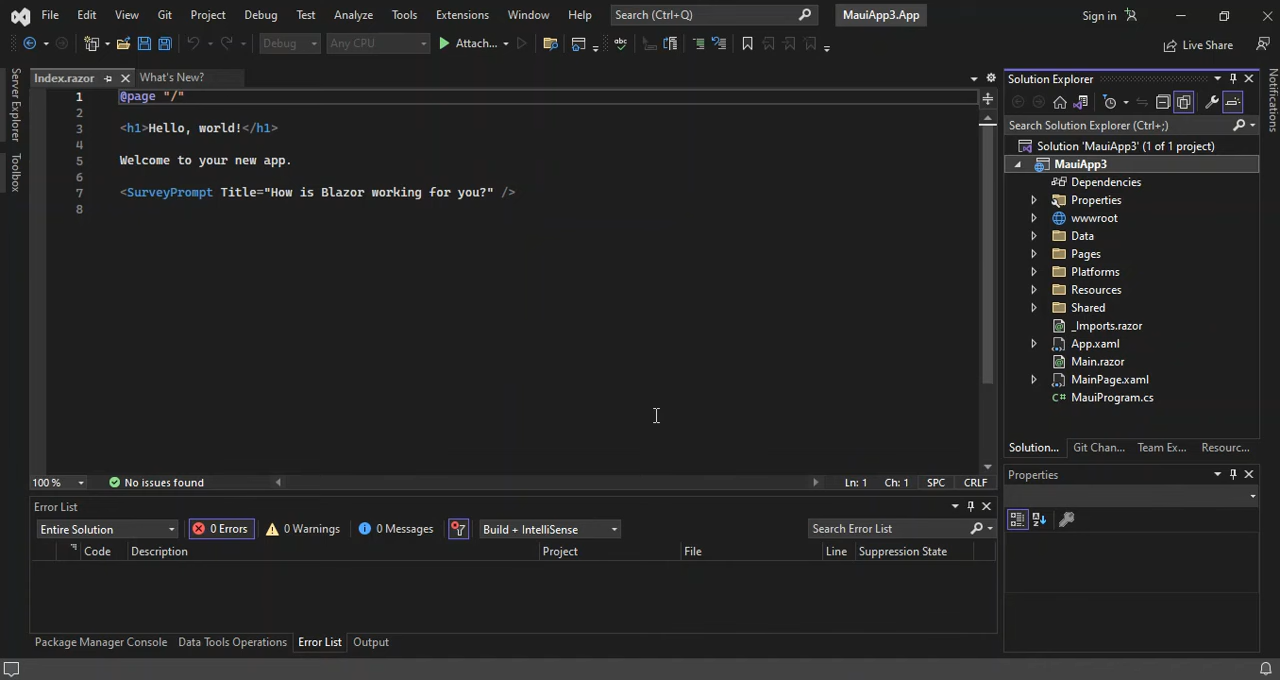 File Edit View Git Project Debug Test Analyze Tools Extensions Window Help Search (Ctrl+Q) MauiApp3.App Sign in
Debug Any CPU Attach... abc Live Share
Server Explorer
Toolbox
Index.razor What's New?
1 @page "/"
2
3 <h1>Hello, world!</h1>
4
5 Welcome to your new app.
6
7 <SurveyPrompt Title="How is Blazor working for you?" />
8
100 % No issues found Ln: 1 Ch: 1 SPC CRLF
Error List
Entire Solution 0 Errors 0 Warnings 0 Messages Build + IntelliSense Search Error List
Code Description Project File Line Suppression State
Package Manager Console Data Tools Operations Error List Output
Solution Explorer
Search Solution Explorer (Ctrl+;)
Solution 'MauiApp3' (1 of 1 project)
MauiApp3
Dependencies
Properties
wwwroot
Data
Pages
Platforms
Resources
Shared
_Imports.razor
App.xaml
Main.razor
MainPage.xaml
C# MauiProgram.cs
Solution... Git Chan... Team Ex... Resourc...
Properties
Notifications